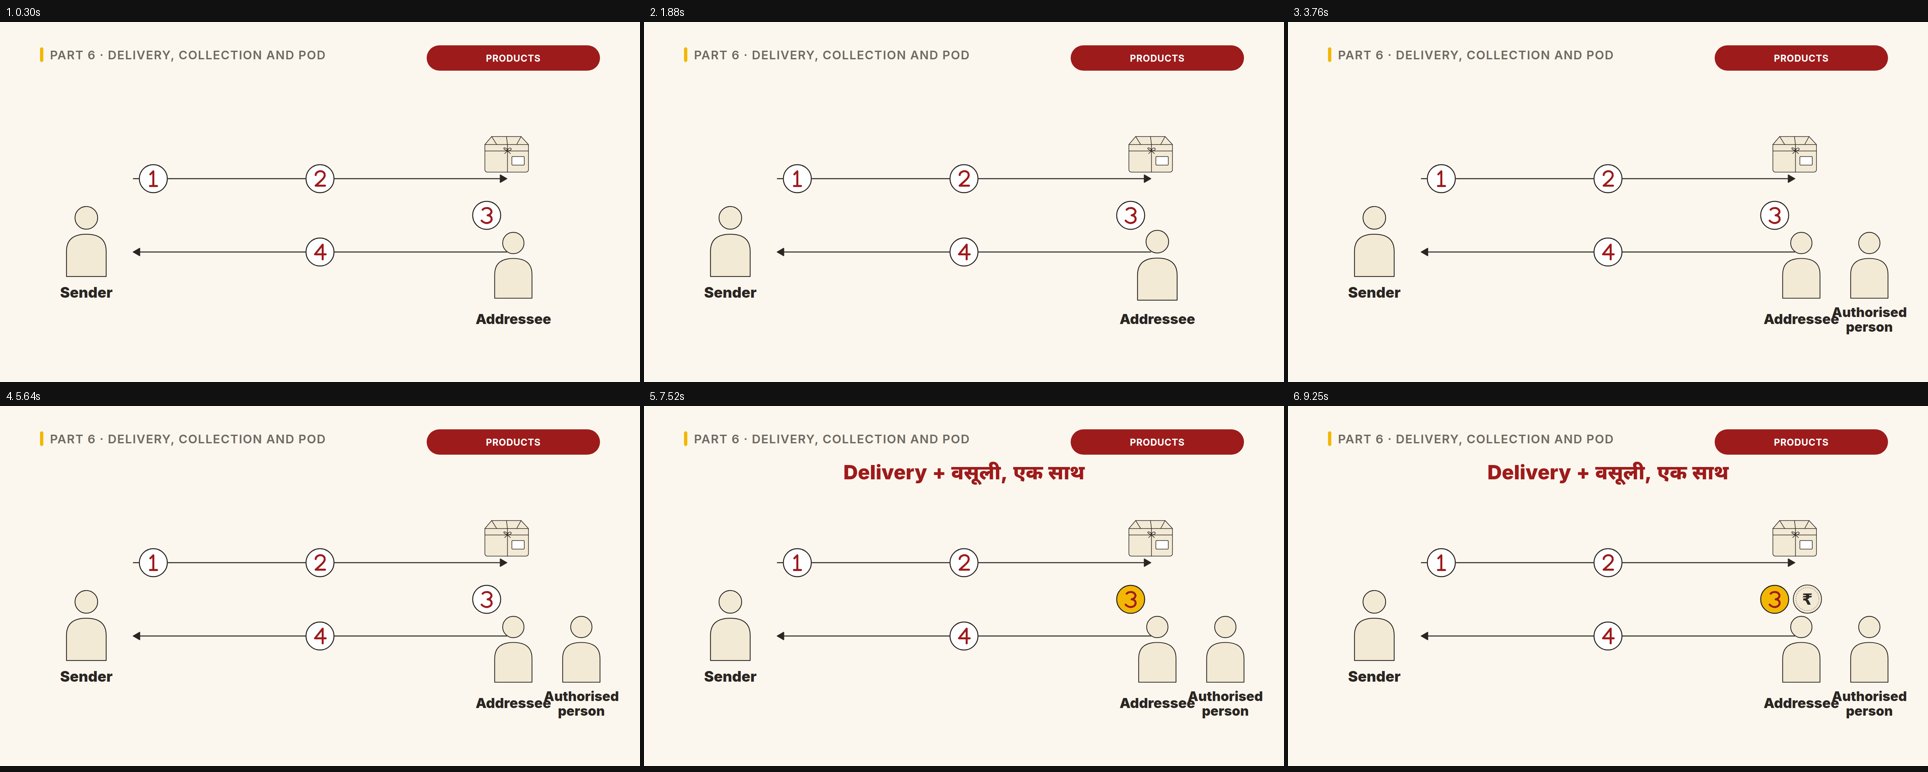 1. 0.30s
PART 6 · DELIVERY, COLLECTION AND POD
PRODUCTS
1
2
3
4
Sender
Addressee
2. 1.88s
PART 6 · DELIVERY, COLLECTION AND POD
PRODUCTS
1
2
3
4
Sender
Addressee
3. 3.76s
PART 6 · DELIVERY, COLLECTION AND POD
PRODUCTS
1
2
3
4
Sender
Addressee
Authorised
person
4. 5.64s
PART 6 · DELIVERY, COLLECTION AND POD
PRODUCTS
1
2
3
4
Sender
Addressee
Authorised
person
5. 7.52s
PART 6 · DELIVERY, COLLECTION AND POD
PRODUCTS
Delivery + वसूली, एक साथ
1
2
3
4
Sender
Addressee
Authorised
person
6. 9.25s
PART 6 · DELIVERY, COLLECTION AND POD
PRODUCTS
Delivery + वसूली, एक साथ
1
2
3 ₹
4
Sender
Addressee
Authorised
person